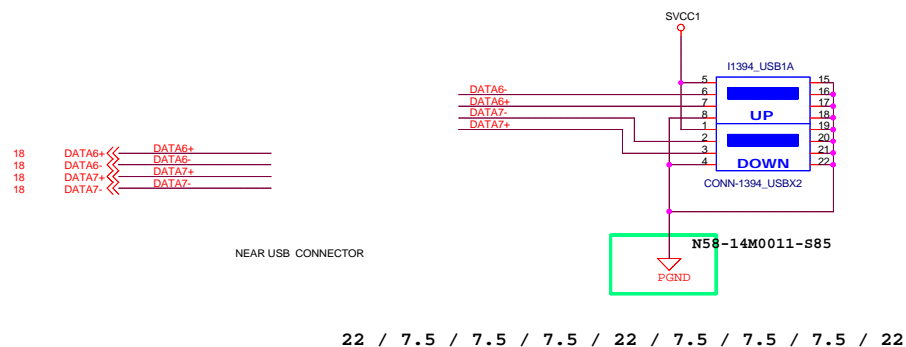 SVCC1
I1394_USB1A
5 15
DATA6- 6 16
DATA6+ 7 17
DATA7- 8 UP 18
DATA7+ 1 19
2 20
3 21
4 DOWN 22
CONN-1394_USBX2
18 DATA6+ DATA6+
18 DATA6- DATA6-
18 DATA7+ DATA7+
18 DATA7- DATA7-
N58-14M0011-S85
NEAR USB CONNECTOR
PGND
22 / 7.5 / 7.5 / 7.5 / 22 / 7.5 / 7.5 / 7.5 / 22